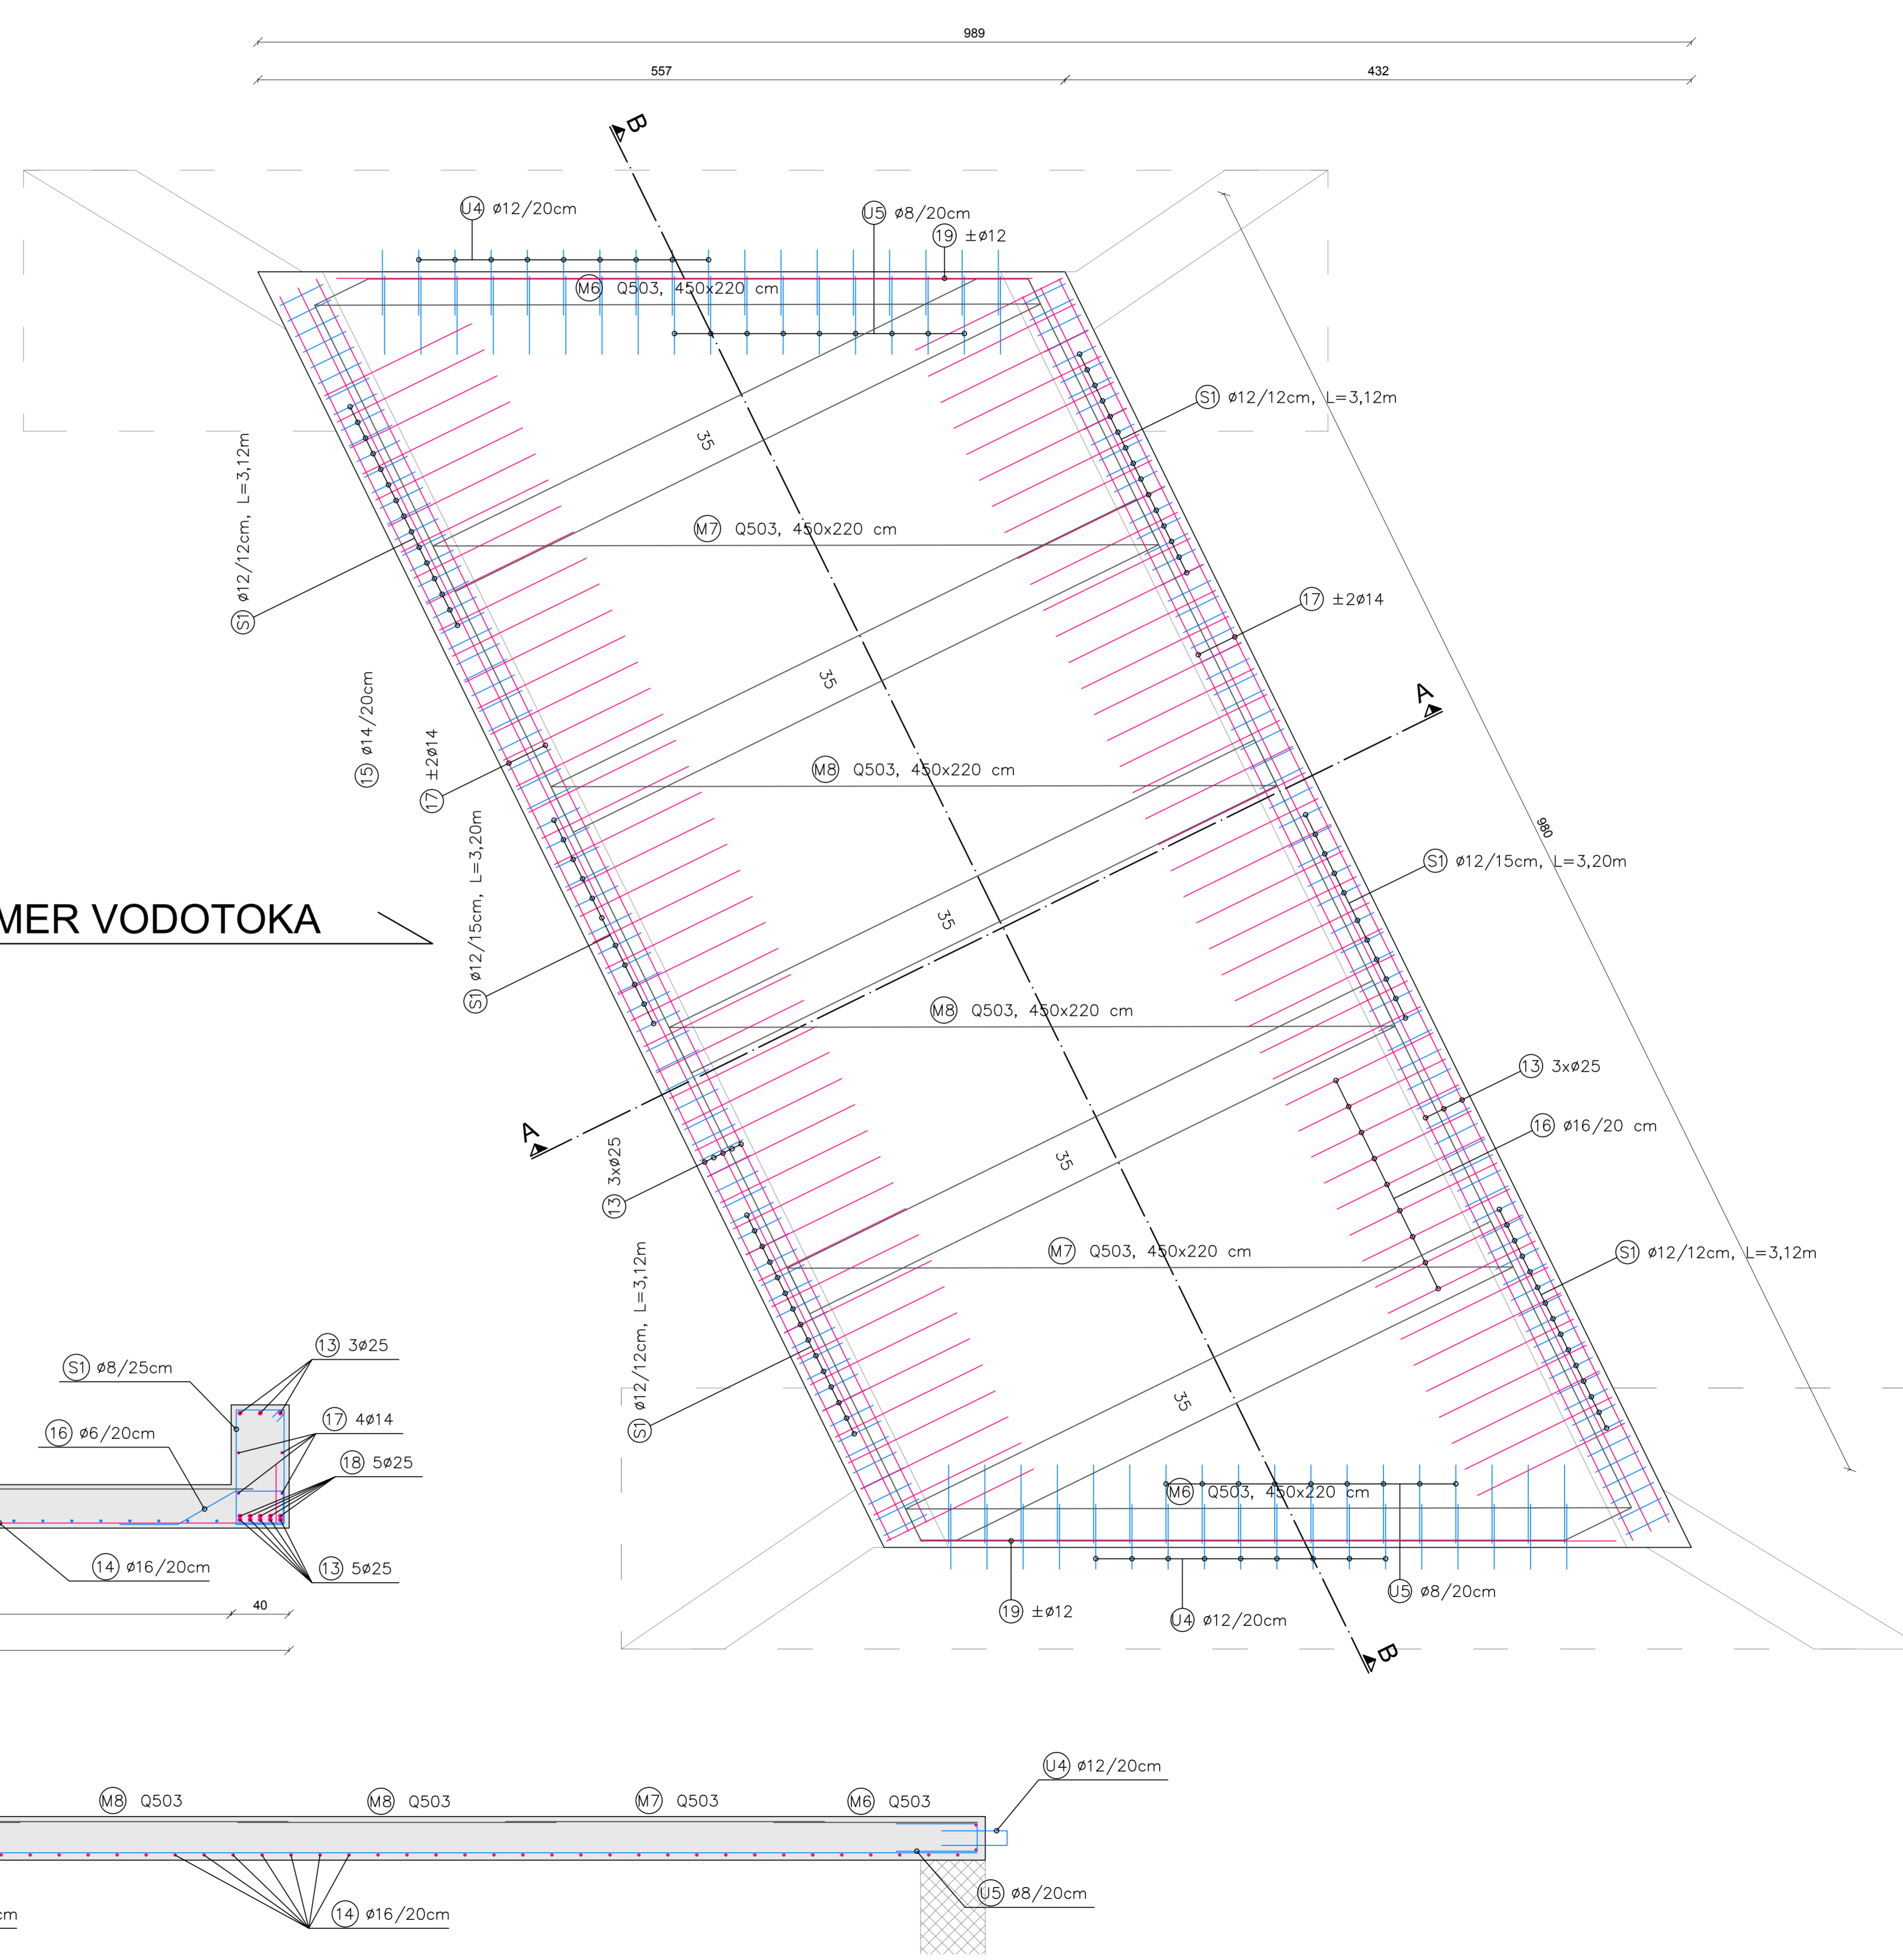 989
557
432
B
U4 ø12/20cm
U5 ø8/20cm
19 ±ø12
M6 Q503, 450x220 cm
S1 ø12/12cm, L=3,12m
35
S1 ø12/12cm, L=3,12m
M7 Q503, 450x220 cm
17 ±2ø14
35
15 ø14/20cm
17 ±2ø14
A
M8 Q503, 450x220 cm
980
S1 ø12/15cm, L=3,20m
S1 ø12/15cm, L=3,20m
MER VODOTOKA
35
M8 Q503, 450x220 cm
13 3xø25
16 ø16/20 cm
A
13 3xø25
35
M7 Q503, 450x220 cm
S1 ø12/12cm, L=3,12m
S1 ø12/12cm, L=3,12m
13 3ø25
S1 ø8/25cm
17 4ø14
16 ø6/20cm
18 5ø25
14 ø16/20cm
13 5ø25
40
35
M6 Q503, 450x220 cm
U5 ø8/20cm
19 ±ø12
U4 ø12/20cm
B
U4 ø12/20cm
M8 Q503
M8 Q503
M7 Q503
M6 Q503
U5 ø8/20cm
cm
14 ø16/20cm